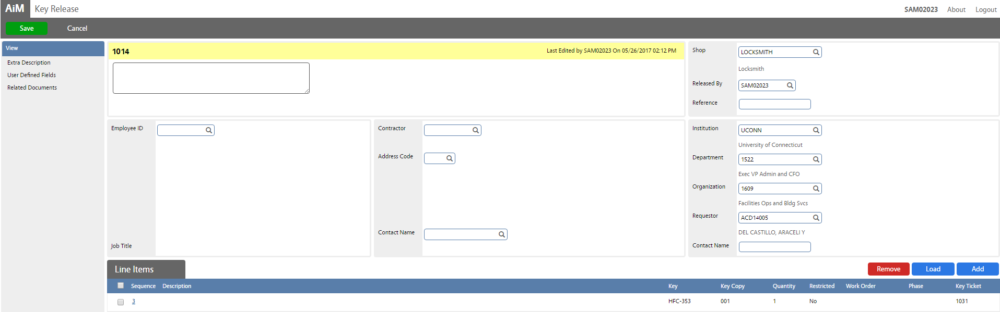 AiM Key Release SAM02023 About Logout
Save Cancel
View
Extra Description
User Defined Fields
Related Documents
1014 Last Edited by SAM02023 On 05/26/2017 02:12 PM
Shop LOCKSMITH
Locksmith
Released By SAM02023
Reference
Employee ID
Job Title
Contractor
Address Code
Contact Name
Institution UCONN
University of Connecticut
Department 1522
Exec VP Admin and CFO
Organization 1609
Facilities Ops and Bldg Svcs
Requestor ACD14005
DEL CASTILLO, ARACELI Y
Contact Name
Line Items Remove Load Add
Sequence Description Key Key Copy Quantity Restricted Work Order Phase Key Ticket
3 HFC-353 001 1 No 1031